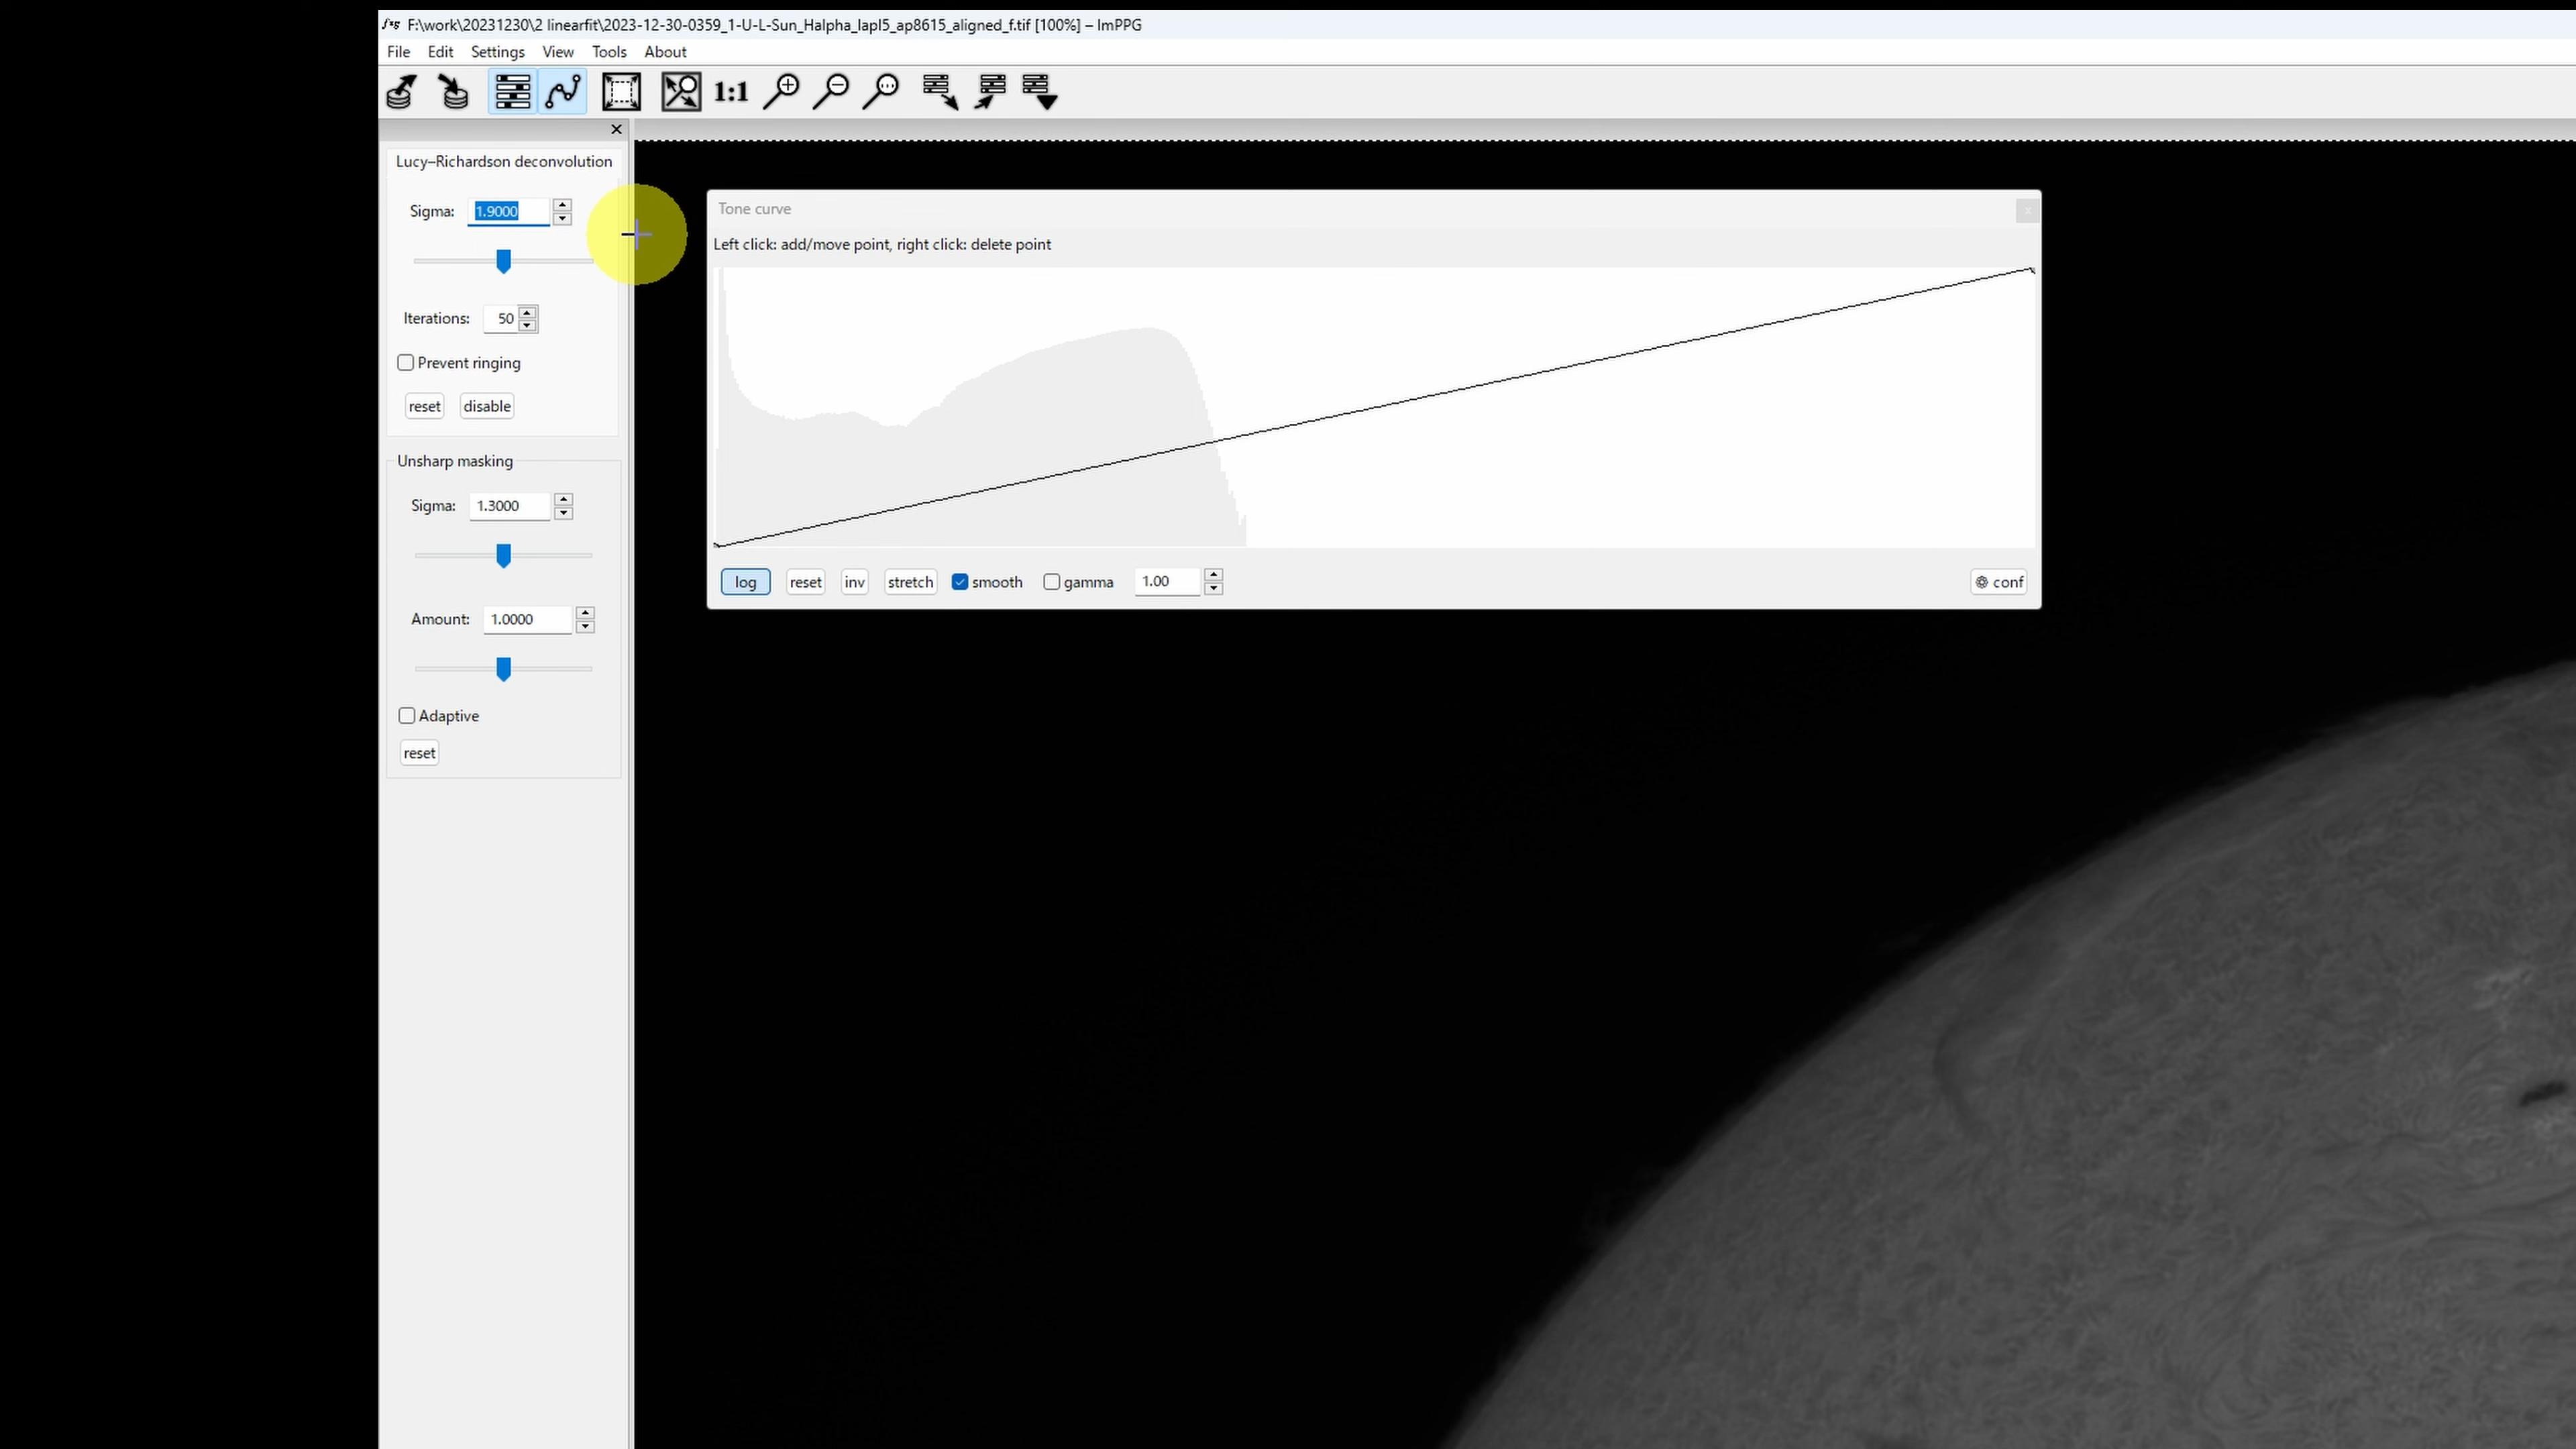 F:\work\20231230\2 linearfit\2023-12-30-0359_1-U-L-Sun_Halpha_lapl5_ap8615_aligned_f.tif [100%] – ImPPG
File Edit Settings View Tools About
1:1
Lucy–Richardson deconvolution
Sigma: 1.9000
Iterations: 50
Prevent ringing
reset disable
Unsharp masking
Sigma: 1.3000
Amount: 1.0000
Adaptive
reset
Tone curve
Left click: add/move point, right click: delete point
log reset inv stretch smooth gamma 1.00 conf